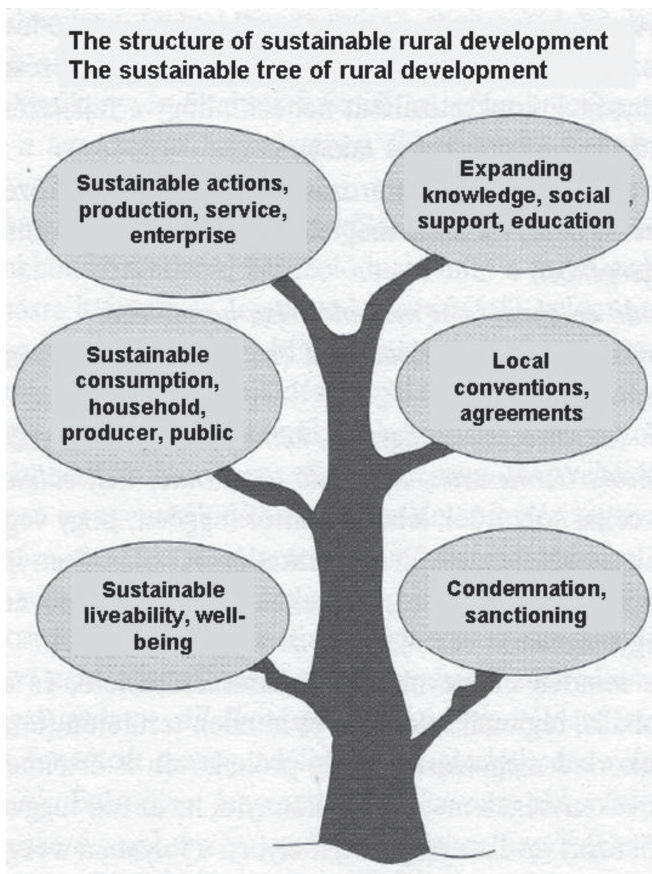 The structure of sustainable rural development
The sustainable tree of rural development
Sustainable actions,
production, service,
enterprise
Expanding
knowledge, social
support, education
Sustainable
consumption,
household,
producer, public
Local
conventions,
agreements
Sustainable
liveability, well-
being
Condemnation,
sanctioning